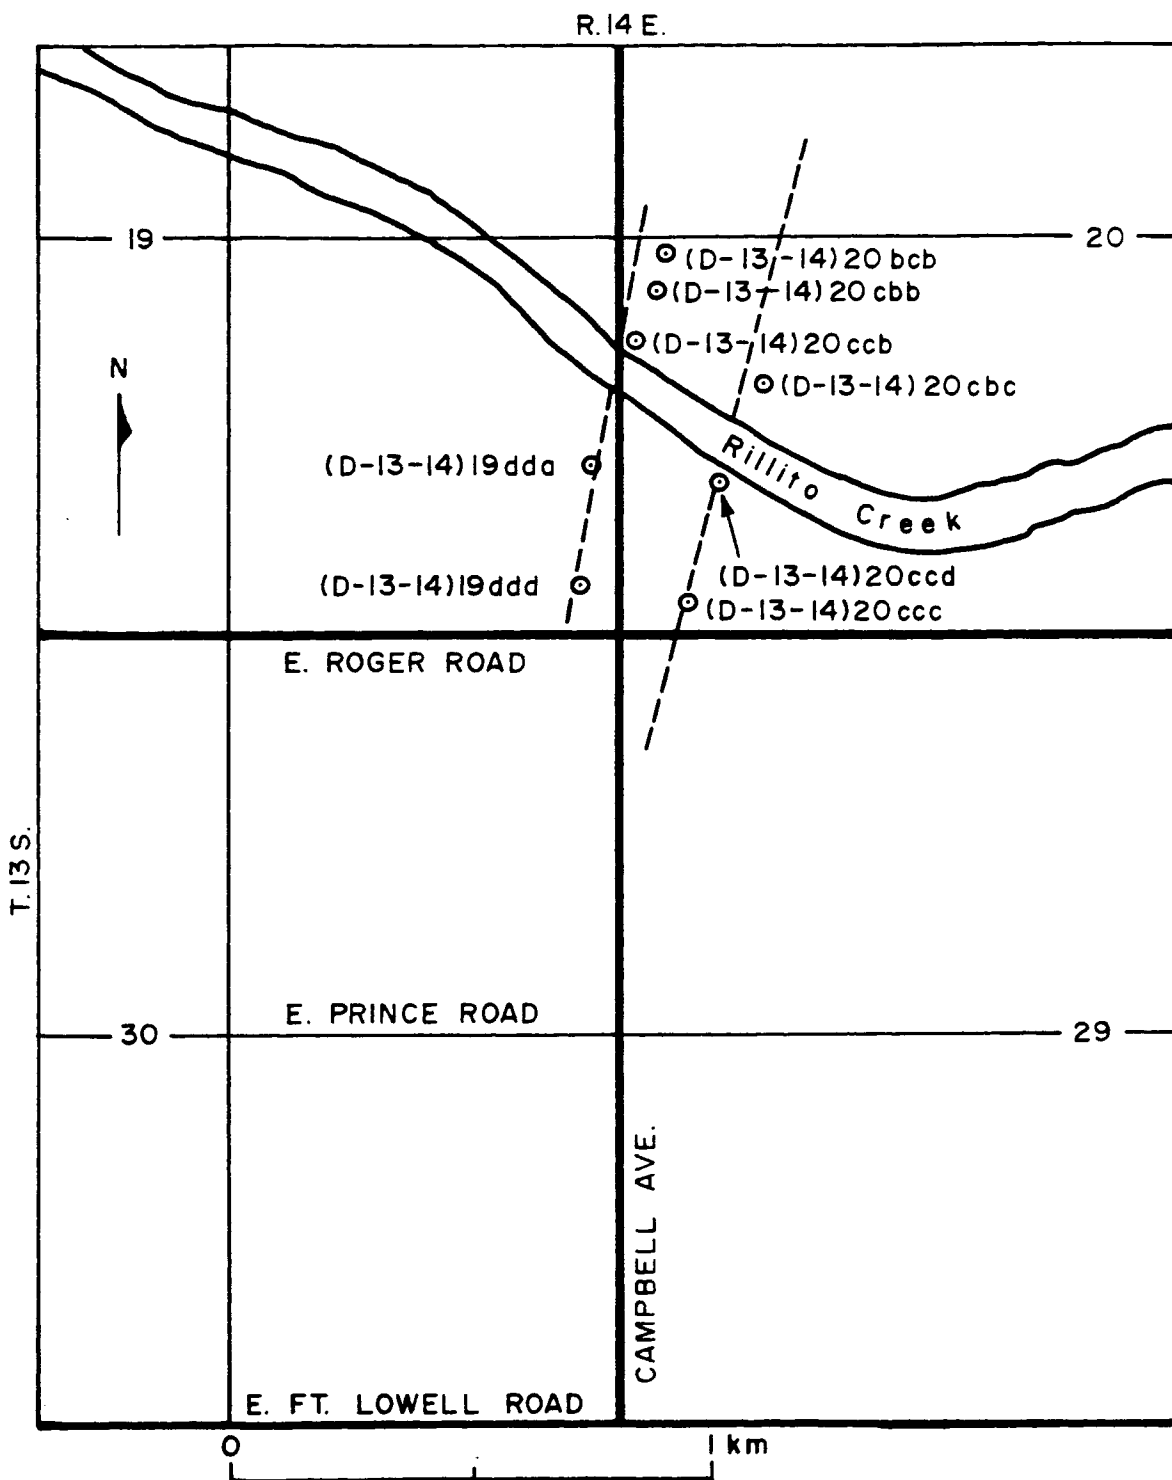 R. 14 E.
19
20
(D-13-14) 20 bcb
(D-13-14) 20 cbb
(D-13-14) 20 ccb
N
(D-13-14) 20 cbc
Rillito Creek
(D-13-14) 19 dda
(D-13-14) 20 ccd
(D-13-14) 19 ddd
(D-13-14) 20 ccc
E. ROGER ROAD
T. 13 S.
E. PRINCE ROAD
30
29
CAMPBELL AVE.
E. FT. LOWELL ROAD
0
1 km